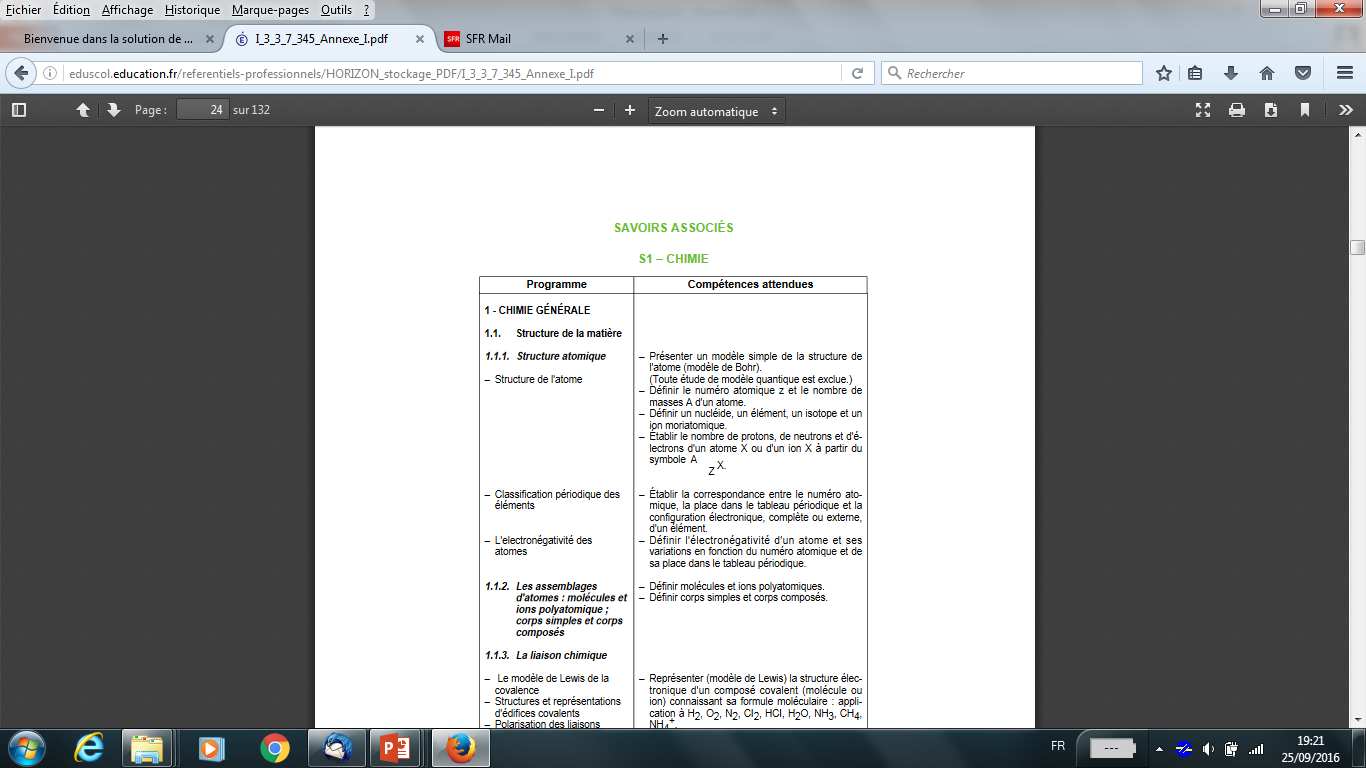 Fichier Édition Affichage Historique Marque-pages Outils ?
Bienvenue dans la solution de ... × I_3_3_7_345_Annexe_I.pdf × SFR SFR Mail × +
eduscol.education.fr/referentiels-professionnels/HORIZON_stockage_PDF/I_3_3_7_345_Annexe_I.pdf Rechercher
Page : 24 sur 132 Zoom automatique
SAVOIRS ASSOCIÉS
S1 – CHIMIE
Programme Compétences attendues
1 - CHIMIE GÉNÉRALE
1.1. Structure de la matière
1.1.1. Structure atomique
– Structure de l'atome
– Présenter un modèle simple de la structure de
l'atome (modèle de Bohr).
(Toute étude de modèle quantique est exclue.)
– Définir le numéro atomique z et le nombre de
masses A d'un atome.
– Définir un nucléide, un élément, un isotope et un
ion moriatomique.
– Établir le nombre de protons, de neutrons et d'é-
lectrons d'un atome X ou d'un ion X à partir du
symbole A
Z X.
– Classification périodique des
éléments
– Établir la correspondance entre le numéro ato-
mique, la place dans le tableau périodique et la
configuration électronique, complète ou externe,
d'un élément.
– L'electronégativité des
atomes
– Définir l'électronégativité d'un atome et ses
variations en fonction du numéro atomique et de
sa place dans le tableau périodique.
1.1.2. Les assemblages
d'atomes : molécules et
ions polyatomique ;
corps simples et corps
composés
– Définir molécules et ions polyatomiques.
– Définir corps simples et corps composés.
1.1.3. La liaison chimique
– Le modèle de Lewis de la
covalence
– Structures et représentations
d'édifices covalents
– Polarisation des liaisons
– Représenter (modèle de Lewis) la structure élec-
tronique d'un composé covalent (molécule ou
ion) connaissant sa formule moléculaire : appli-
cation à H2, O2, N2, Cl2, HCl, H2O, NH3, CH4,
NH4+.
FR --- 19:21
25/09/2016